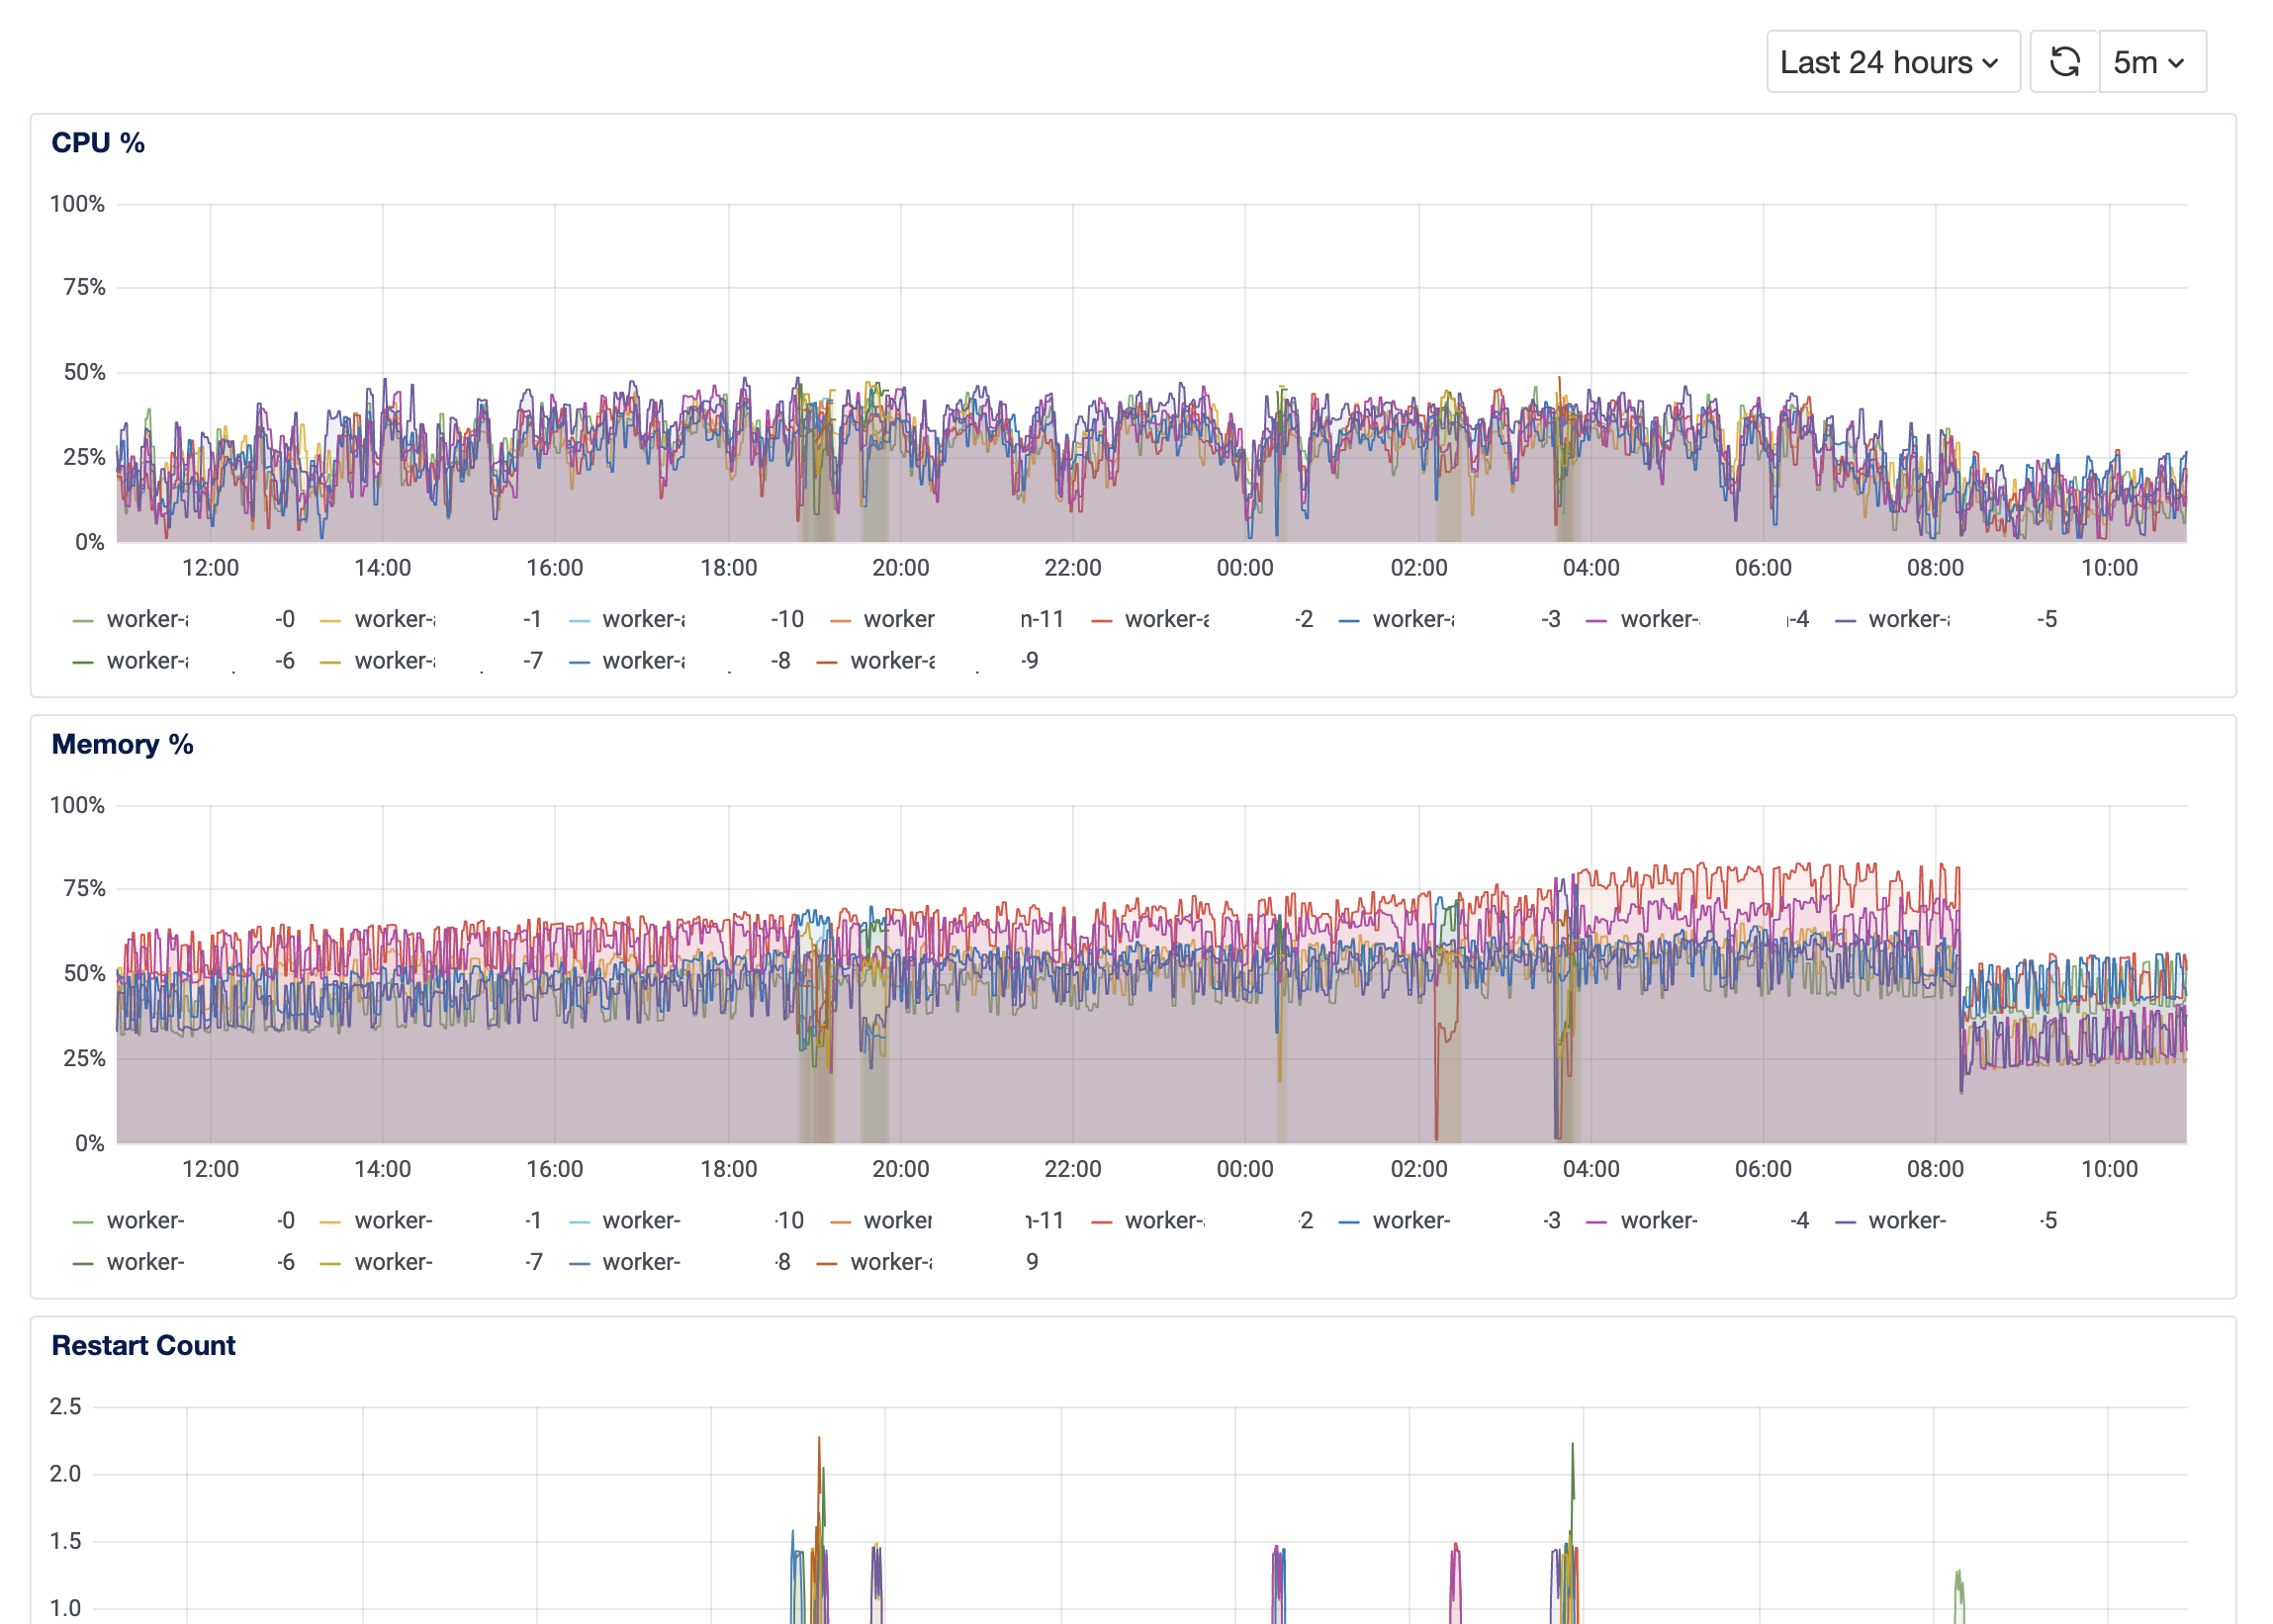 Last 24 hours 5m
CPU %
100%
75%
50%
25%
0%
12:00 14:00 16:00 18:00 20:00 22:00 00:00 02:00 04:00 06:00 08:00 10:00
worker- -0 worker- -1 worker- -10 worker n-11 worker- -2 worker- -3 worker- -4 worker- -5
worker- -6 worker- -7 worker- -8 worker- -9
Memory %
100%
75%
50%
25%
0%
12:00 14:00 16:00 18:00 20:00 22:00 00:00 02:00 04:00 06:00 08:00 10:00
worker- -0 worker- -1 worker- -10 worker n-11 worker- -2 worker- -3 worker- -4 worker- -5
worker- -6 worker- -7 worker- -8 worker- 9
Restart Count
2.5
2.0
1.5
1.0